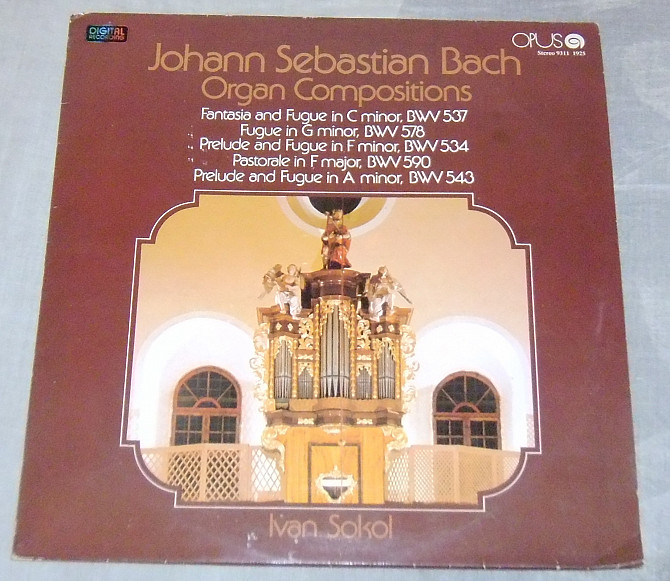 DIGITAL
RECORDING
OPUS
Stereo 9311 1925
Johann Sebastian Bach
Organ Compositions
Fantasia and Fugue in C minor, BWV 537
Fugue in G minor, BWV 578
Prelude and Fugue in F minor, BWV 534
Pastorale in F major, BWV 590
Prelude and Fugue in A minor, BWV 543
Ivan Sokol